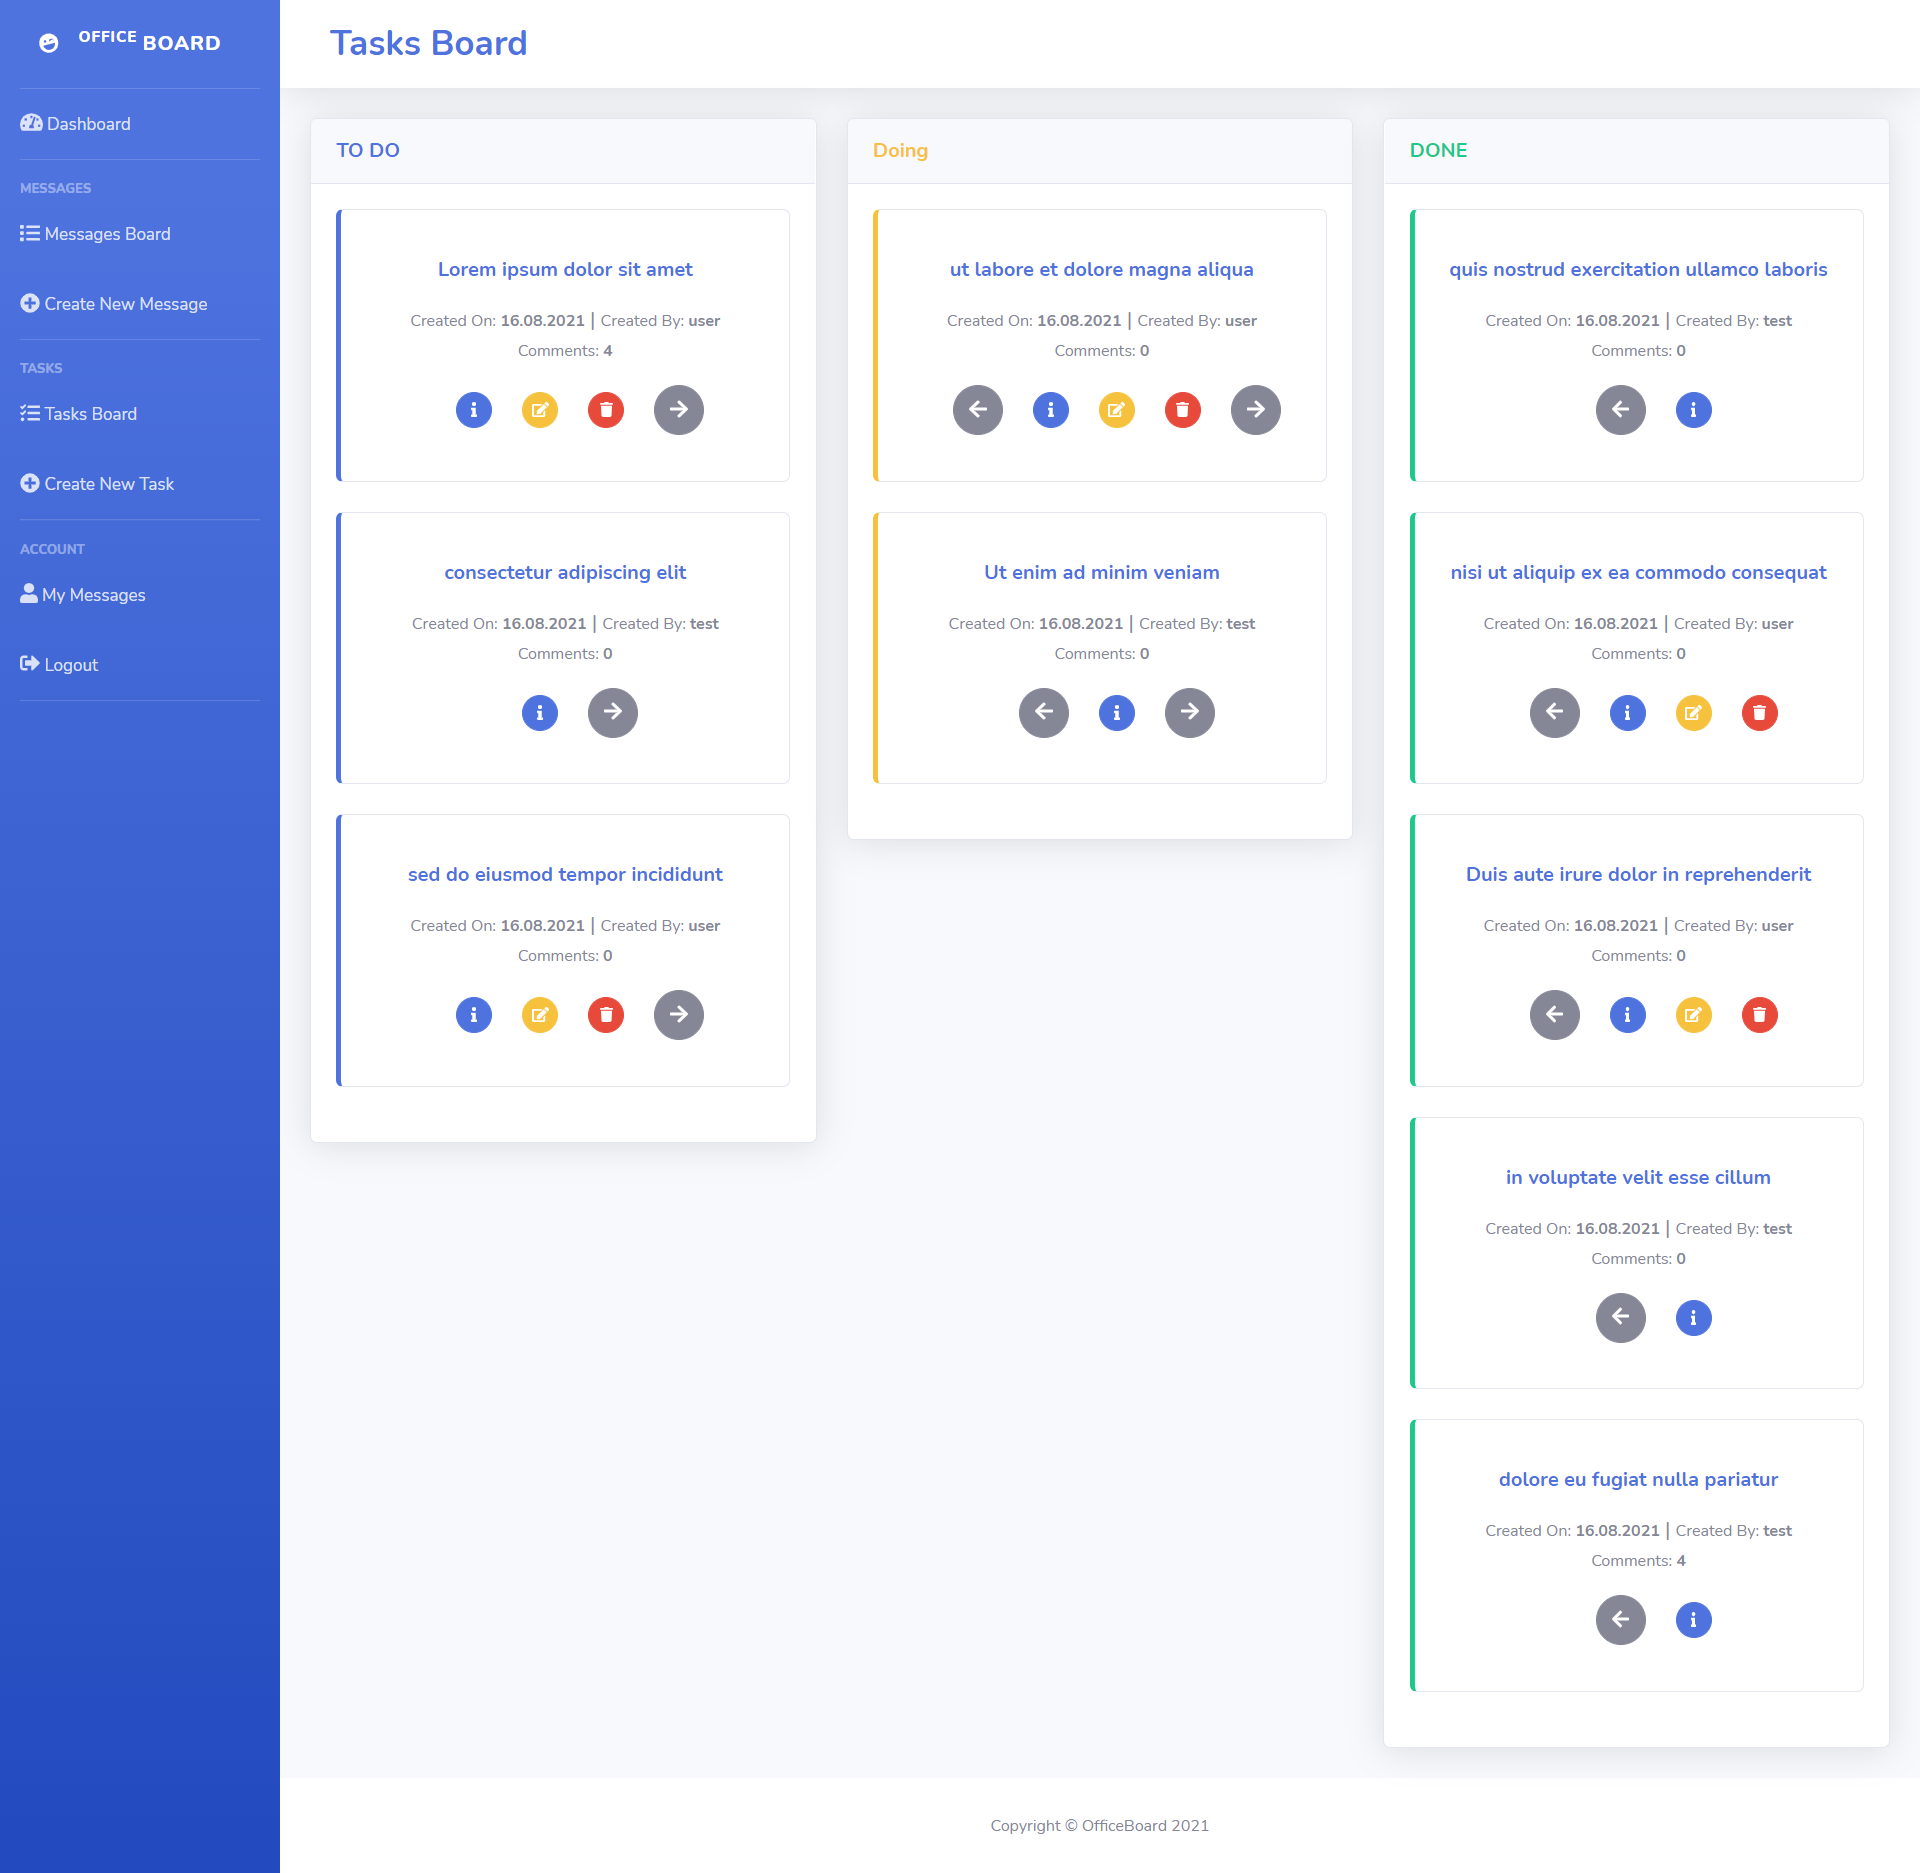 OFFICE BOARD
Dashboard
MESSAGES
Messages Board
Create New Message
TASKS
Tasks Board
Create New Task
ACCOUNT
My Messages
Logout
Tasks Board
TO DO
Lorem ipsum dolor sit amet
Created On: 16.08.2021 | Created By: user
Comments: 4
consectetur adipiscing elit
Created On: 16.08.2021 | Created By: test
Comments: 0
sed do eiusmod tempor incididunt
Created On: 16.08.2021 | Created By: user
Comments: 0
Doing
ut labore et dolore magna aliqua
Created On: 16.08.2021 | Created By: user
Comments: 0
Ut enim ad minim veniam
Created On: 16.08.2021 | Created By: test
Comments: 0
DONE
quis nostrud exercitation ullamco laboris
Created On: 16.08.2021 | Created By: test
Comments: 0
nisi ut aliquip ex ea commodo consequat
Created On: 16.08.2021 | Created By: user
Comments: 0
Duis aute irure dolor in reprehenderit
Created On: 16.08.2021 | Created By: user
Comments: 0
in voluptate velit esse cillum
Created On: 16.08.2021 | Created By: test
Comments: 0
dolore eu fugiat nulla pariatur
Created On: 16.08.2021 | Created By: test
Comments: 4
Copyright © OfficeBoard 2021